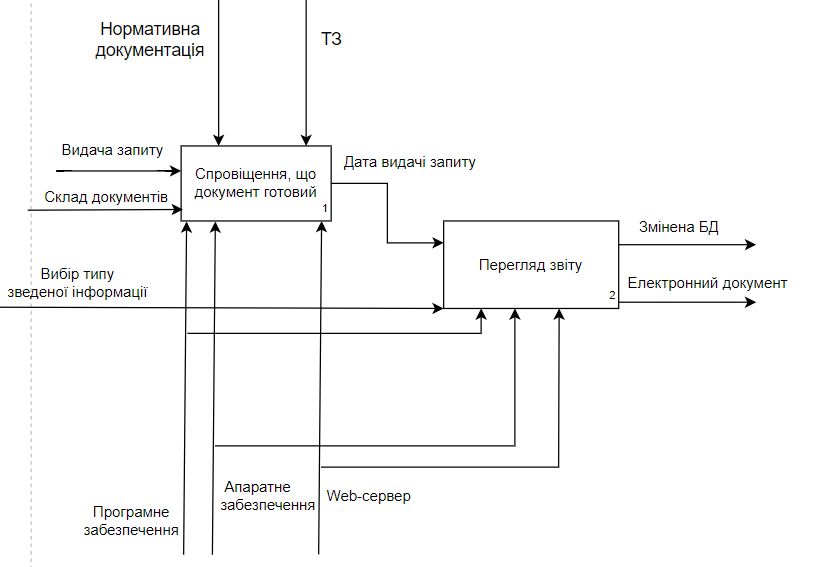 Нормативна
документація
ТЗ
Видача запиту
Склад документів
Спровіщення, що
документ готовий
1
Дата видачі запиту
Вибір типу
зведеної інформації
Перегляд звіту
2
Змінена БД
Електронний документ
Програмне
забезпечення
Апаратне
забезпечення
Web-сервер